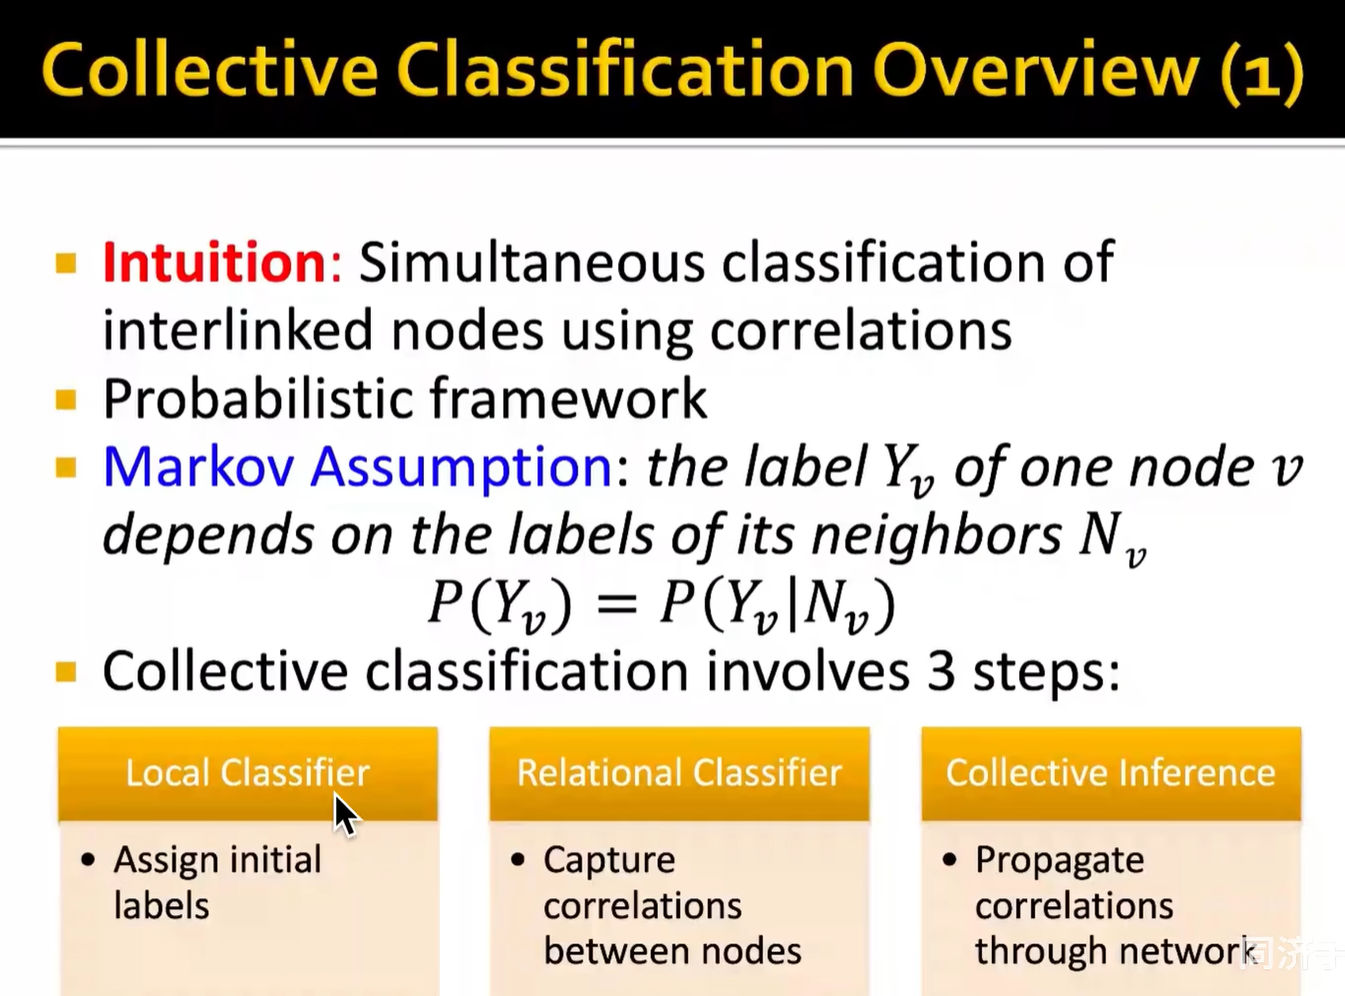 Collective Classification Overview (1)
Intuition: Simultaneous classification of
interlinked nodes using correlations
Probabilistic framework
Markov Assumption: the label Y_v of one node v
depends on the labels of its neighbors N_v
P(Y_v) = P(Y_v|N_v)
Collective classification involves 3 steps:
Local Classifier
• Assign initial
labels
Relational Classifier
• Capture
correlations
between nodes
Collective Inference
• Propagate
correlations
through network
同济子